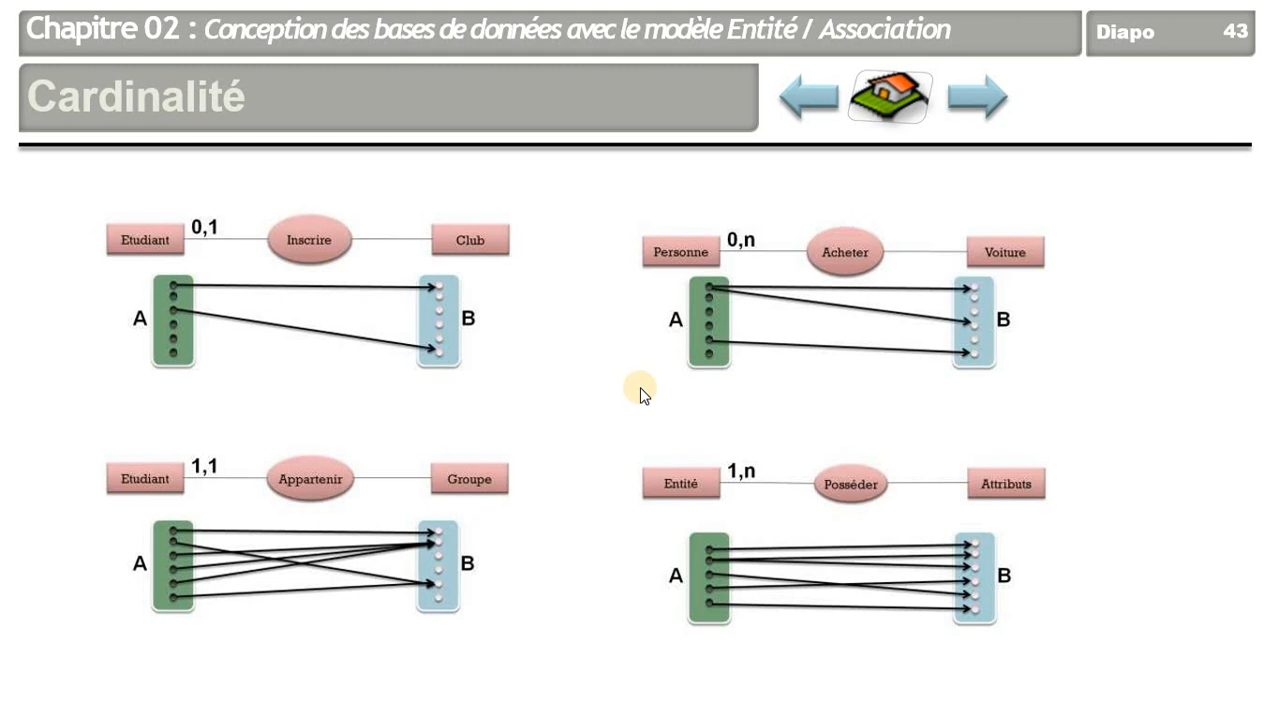 Chapitre 02 : Conception des bases de données avec le modèle Entité / Association
Diapo 43
Cardinalité
Etudiant 0,1 Inscrire Club
A B
Personne 0,n Acheter Voiture
A B
Etudiant 1,1 Appartenir Groupe
A B
Entité 1,n Posséder Attributs
A B